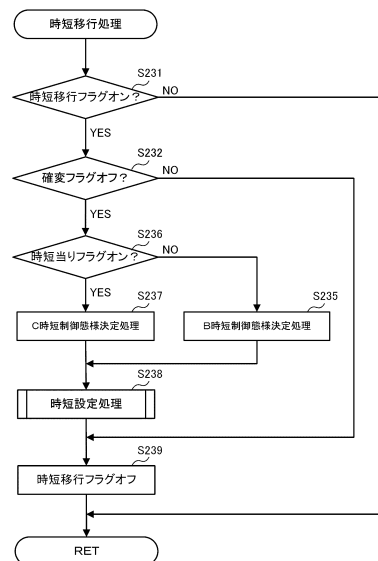 時短移行処理
S231
時短移行フラグオン？
NO
YES
S232
確変フラグオフ？
NO
YES
S236
時短当りフラグオン？
NO
YES
S237
C時短制御態様決定処理
S235
B時短制御態様決定処理
S238
時短設定処理
S239
時短移行フラグオフ
RET